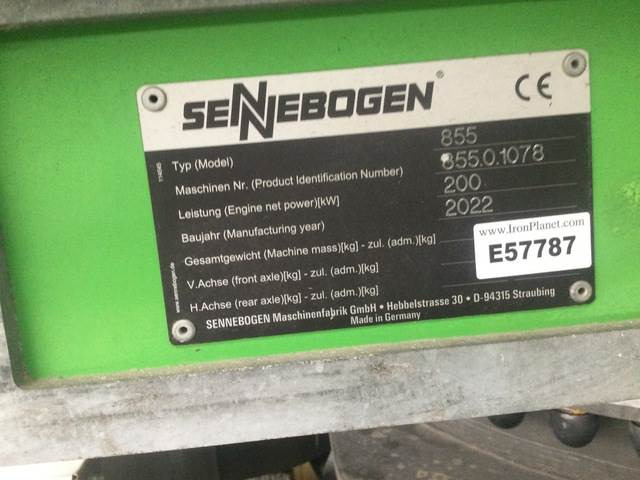 SENNEBOGEN®
CE
Typ (Model) 855
Maschinen Nr. (Product Identification Number) 855.0.1078
Leistung (Engine net power)[kW] 200
Baujahr (Manufacturing year) 2022
Gesamtgewicht (Machine mass)[kg] - zul. (adm.)[kg]
V.Achse (front axle)[kg] - zul. (adm.)[kg]
H.Achse (rear axle)[kg] - zul. (adm.)[kg]
www.IronPlanet.com
E57787
SENNEBOGEN Maschinenfabrik GmbH • Hebbelstrasse 30 • D-94315 Straubing
Made in Germany
www.sennebogen.de